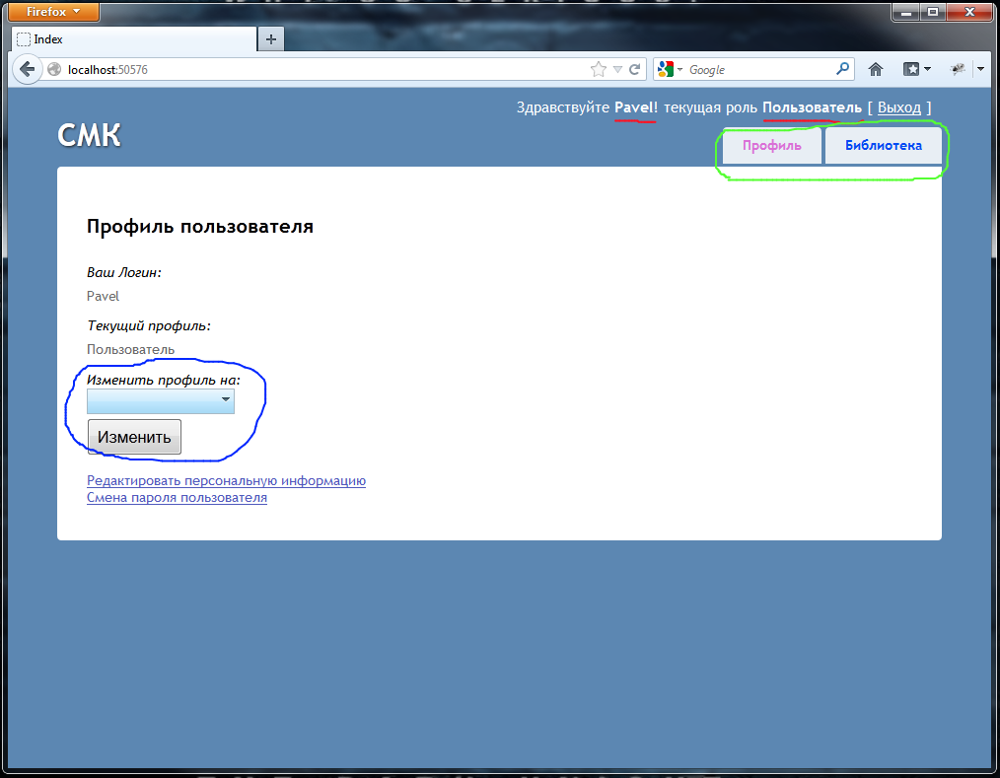 Firefox
Index
localhost:50576
Google
Здравствуйте Pavel! текущая роль Пользователь [ Выход ]
СМК
Профиль Библиотека
Профиль пользователя
Ваш Логин:
Pavel
Текущий профиль:
Пользователь
Изменить профиль на:
Изменить
Редактировать персональную информацию
Смена пароля пользователя